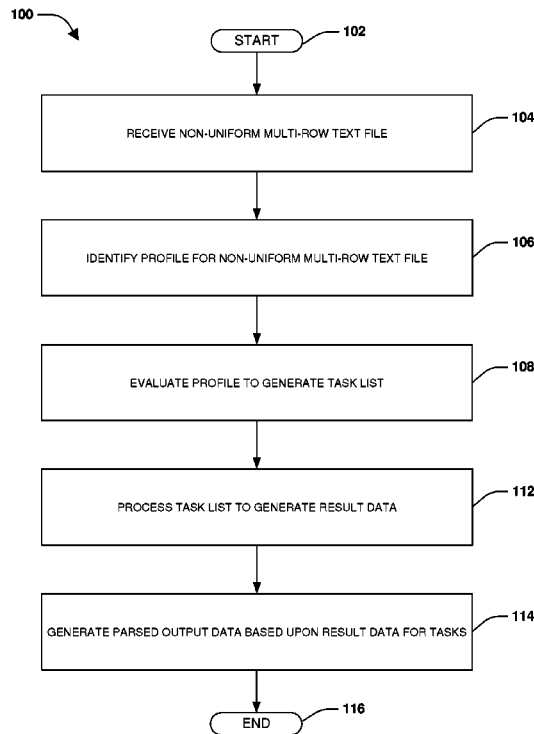 100
START
102
RECEIVE NON-UNIFORM MULTI-ROW TEXT FILE
104
IDENTIFY PROFILE FOR NON-UNIFORM MULTI-ROW TEXT FILE
106
EVALUATE PROFILE TO GENERATE TASK LIST
108
PROCESS TASK LIST TO GENERATE RESULT DATA
112
GENERATE PARSED OUTPUT DATA BASED UPON RESULT DATA FOR TASKS
114
END
116